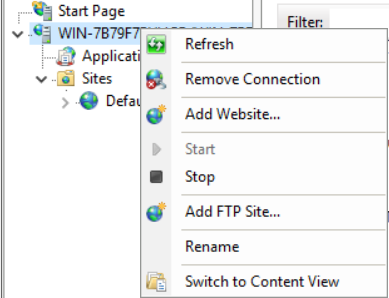 Start Page
WIN-7B79F7
Filter:
Applicati
Sites
Defau
Refresh
Remove Connection
Add Website...
Start
Stop
Add FTP Site...
Rename
Switch to Content View